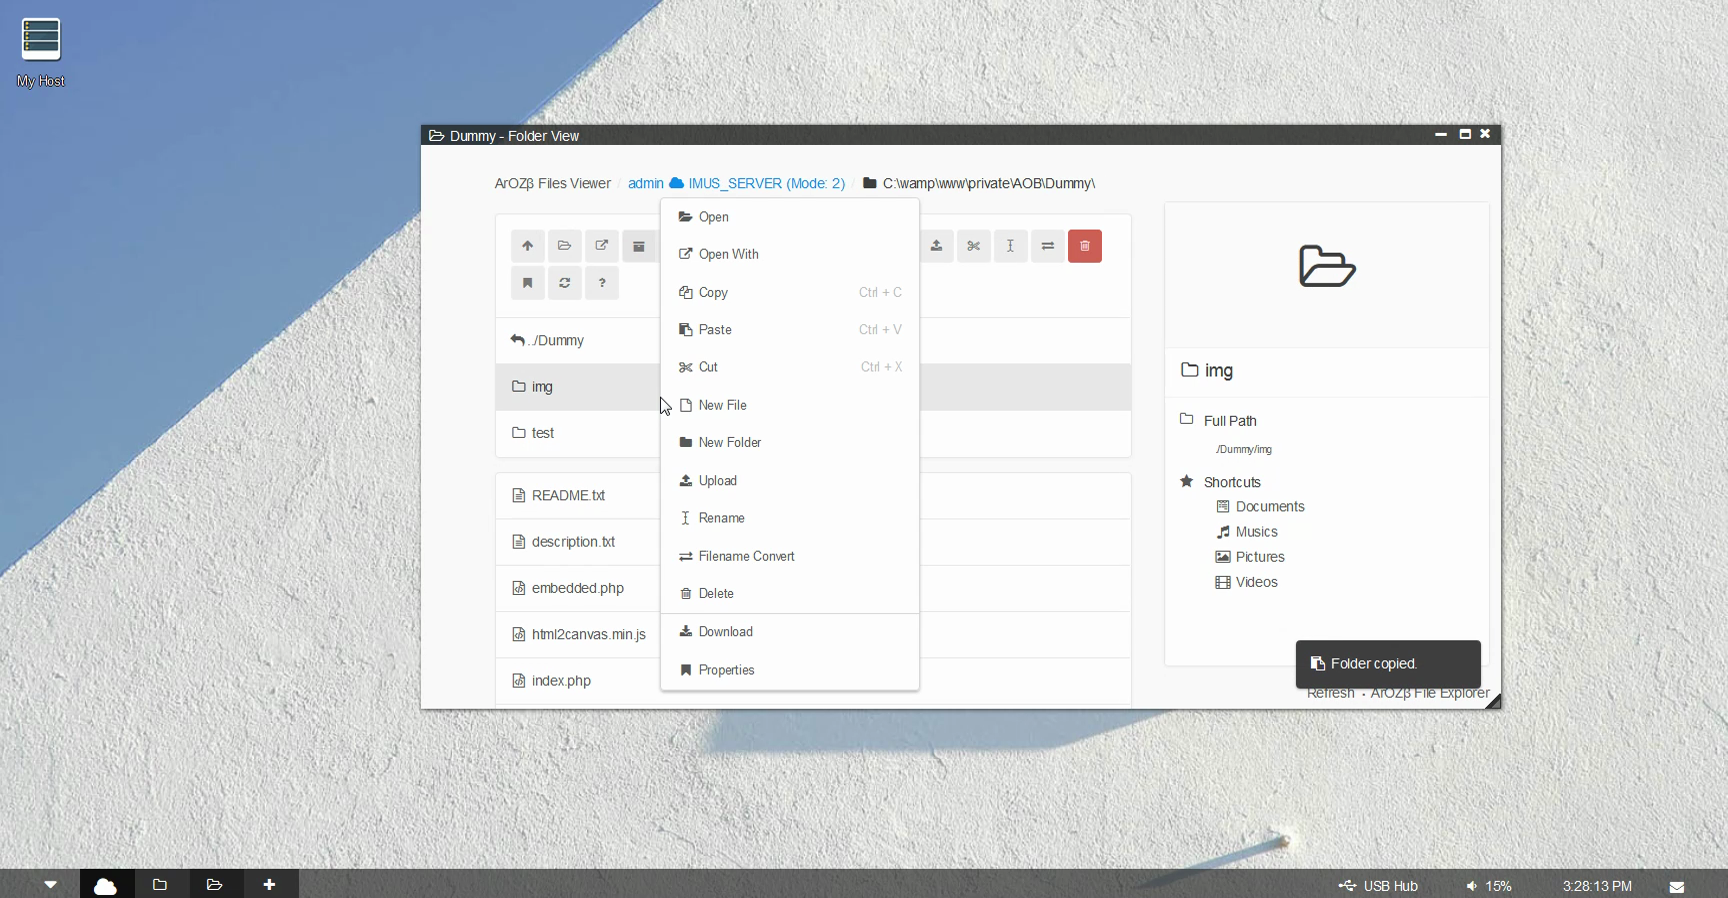 My Host
Dummy - Folder View
ArOZβ Files Viewer / admin IMUS_SERVER (Mode: 2) / C:\wamp\www\private\AOB\Dummy\
Open
Open With
Copy Ctrl + C
Paste Ctrl + V
Cut Ctrl + X
New File
New Folder
Upload
Rename
Filename Convert
Delete
Download
Properties
?
../Dummy
img
test
README.txt
description.txt
embedded.php
html2canvas.min.js
index.php
img
Full Path
./Dummy/img
Shortcuts
Documents
Musics
Pictures
Videos
Folder copied.
Refresh · ArOZβ File Explorer
USB Hub
15%
3:28:13 PM